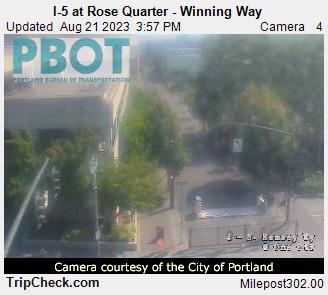 I-5 at Rose Quarter - Winning Way
Updated Aug 21 2023 3:57 PM Camera 4
PBOT
PORTLAND BUREAU OF TRANSPORTATION
Camera courtesy of the City of Portland
TripCheck.com Milepost302.00